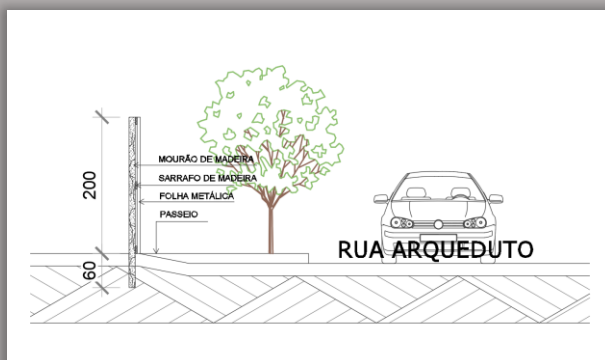 200
60
MOURÃO DE MADEIRA
SARRAFO DE MADEIRA
FOLHA METÁLICA
PASSEIO
RUA ARQUEDUTO